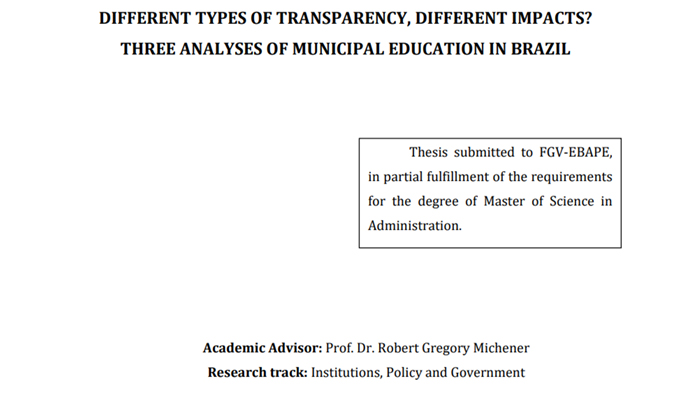 DIFFERENT TYPES OF TRANSPARENCY, DIFFERENT IMPACTS?
THREE ANALYSES OF MUNICIPAL EDUCATION IN BRAZIL
Thesis submitted to FGV-EBAPE,
in partial fulfillment of the requirements
for the degree of Master of Science in
Administration.
Academic Advisor: Prof. Dr. Robert Gregory Michener
Research track: Institutions, Policy and Government